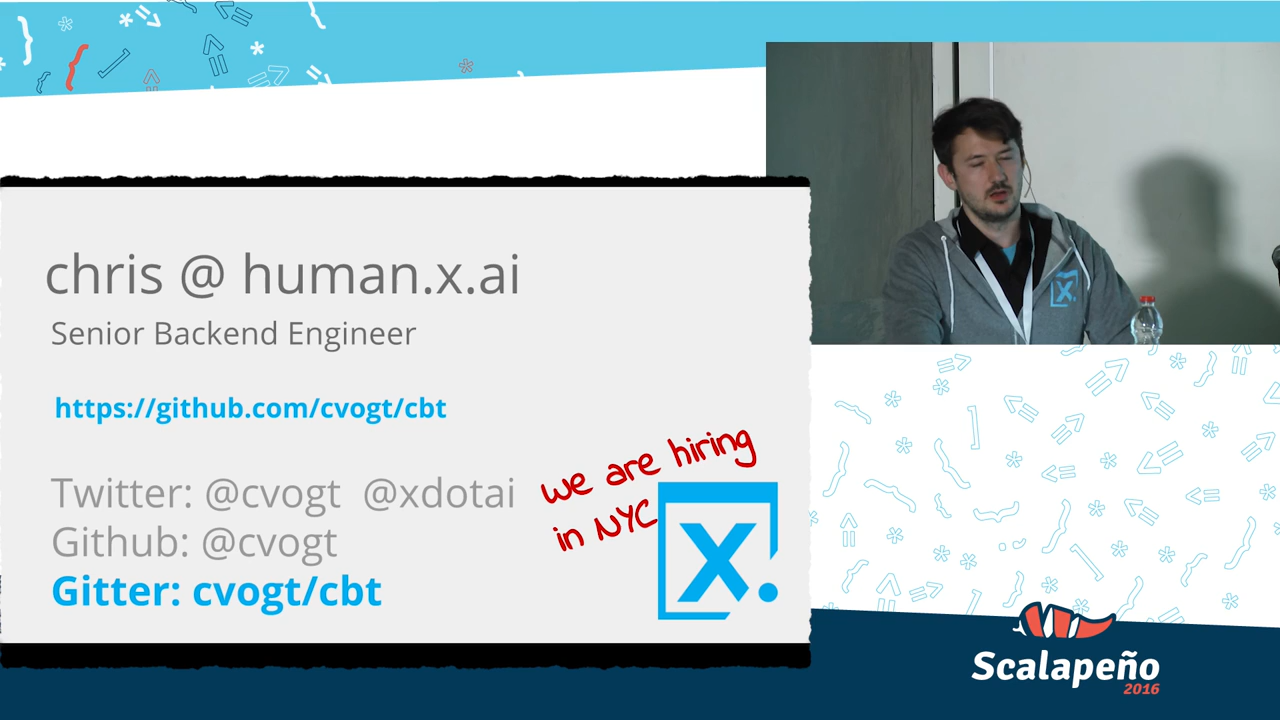 chris @ human.x.ai
Senior Backend Engineer
https://github.com/cvogt/cbt
we are hiring
in NYC
Twitter: @cvogt @xdotai
Github: @cvogt
Gitter: cvogt/cbt
x.
x.
Scalapeño
2016